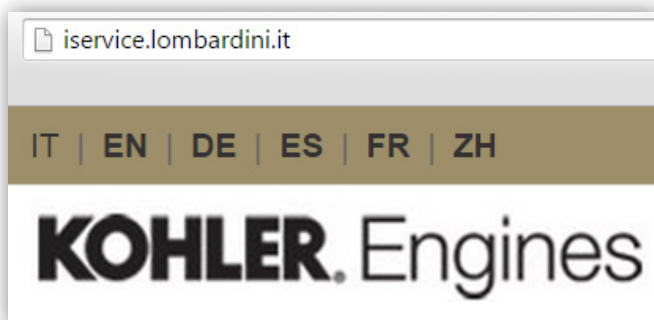 iservice.lombardini.it
IT | EN | DE | ES | FR | ZH
KOHLER. Engines